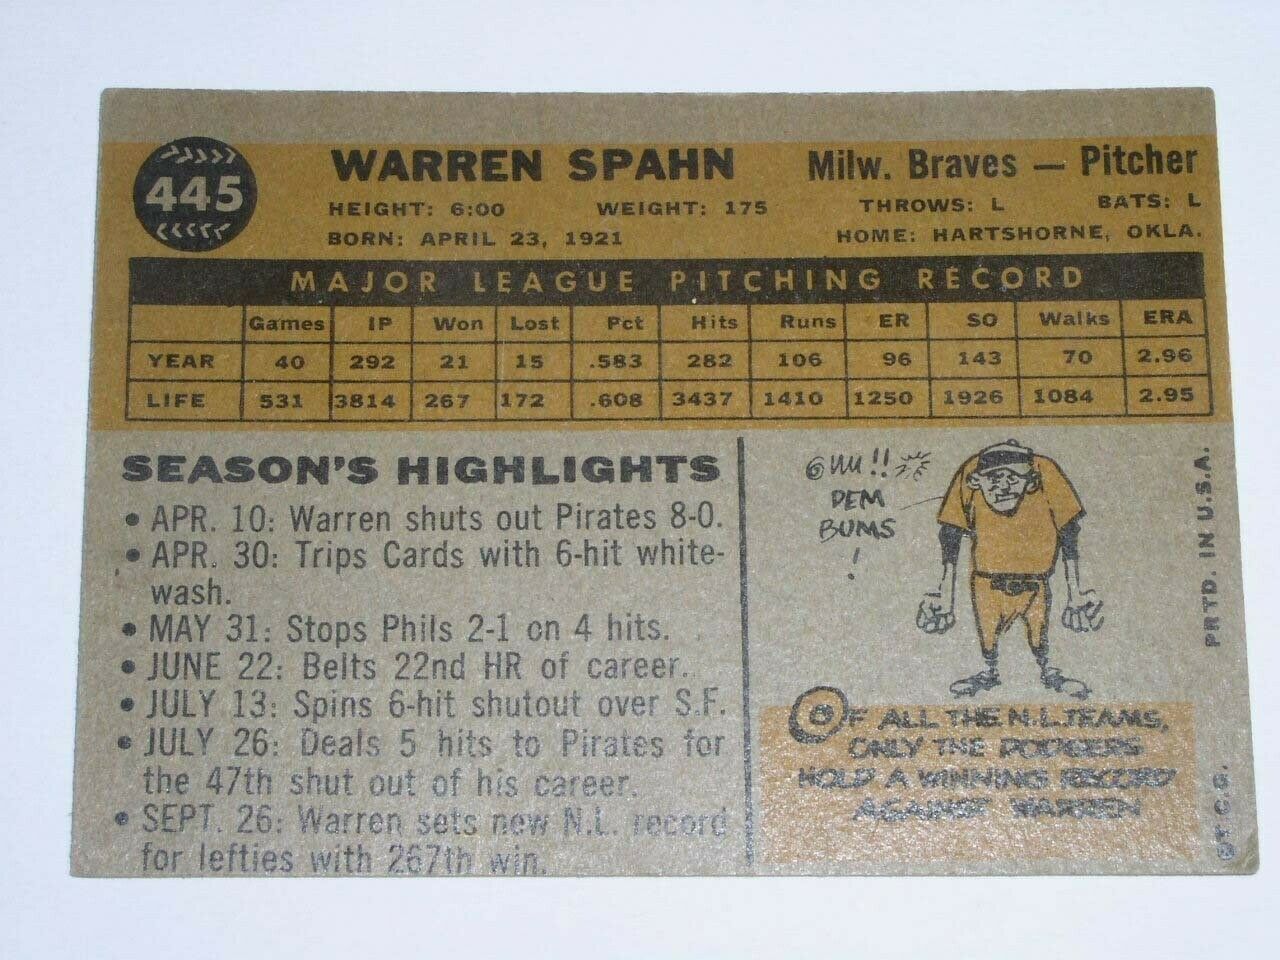 445
WARREN SPAHN
Milw. Braves — Pitcher
HEIGHT: 6:00 WEIGHT: 175 THROWS: L BATS: L
BORN: APRIL 23, 1921 HOME: HARTSHORNE, OKLA.
MAJOR LEAGUE PITCHING RECORD
Games IP Won Lost Pct Hits Runs ER SO Walks ERA
YEAR 40 292 21 15 .583 282 106 96 143 70 2.96
LIFE 531 3814 267 172 .608 3437 1410 1250 1926 1084 2.95
SEASON'S HIGHLIGHTS
• APR. 10: Warren shuts out Pirates 8-0.
• APR. 30: Trips Cards with 6-hit white-
wash.
• MAY 31: Stops Phils 2-1 on 4 hits.
• JUNE 22: Belts 22nd HR of career.
• JULY 13: Spins 6-hit shutout over S.F.
• JULY 26: Deals 5 hits to Pirates for
the 47th shut out of his career.
• SEPT. 26: Warren sets new N.L. record
for lefties with 267th win.
DEM
BUMS
!
OF ALL THE N.L. TEAMS,
ONLY THE DODGERS
HOLD A WINNING RECORD
AGAINST WARREN
PRTD. IN U.S.A.
©T.C.G.